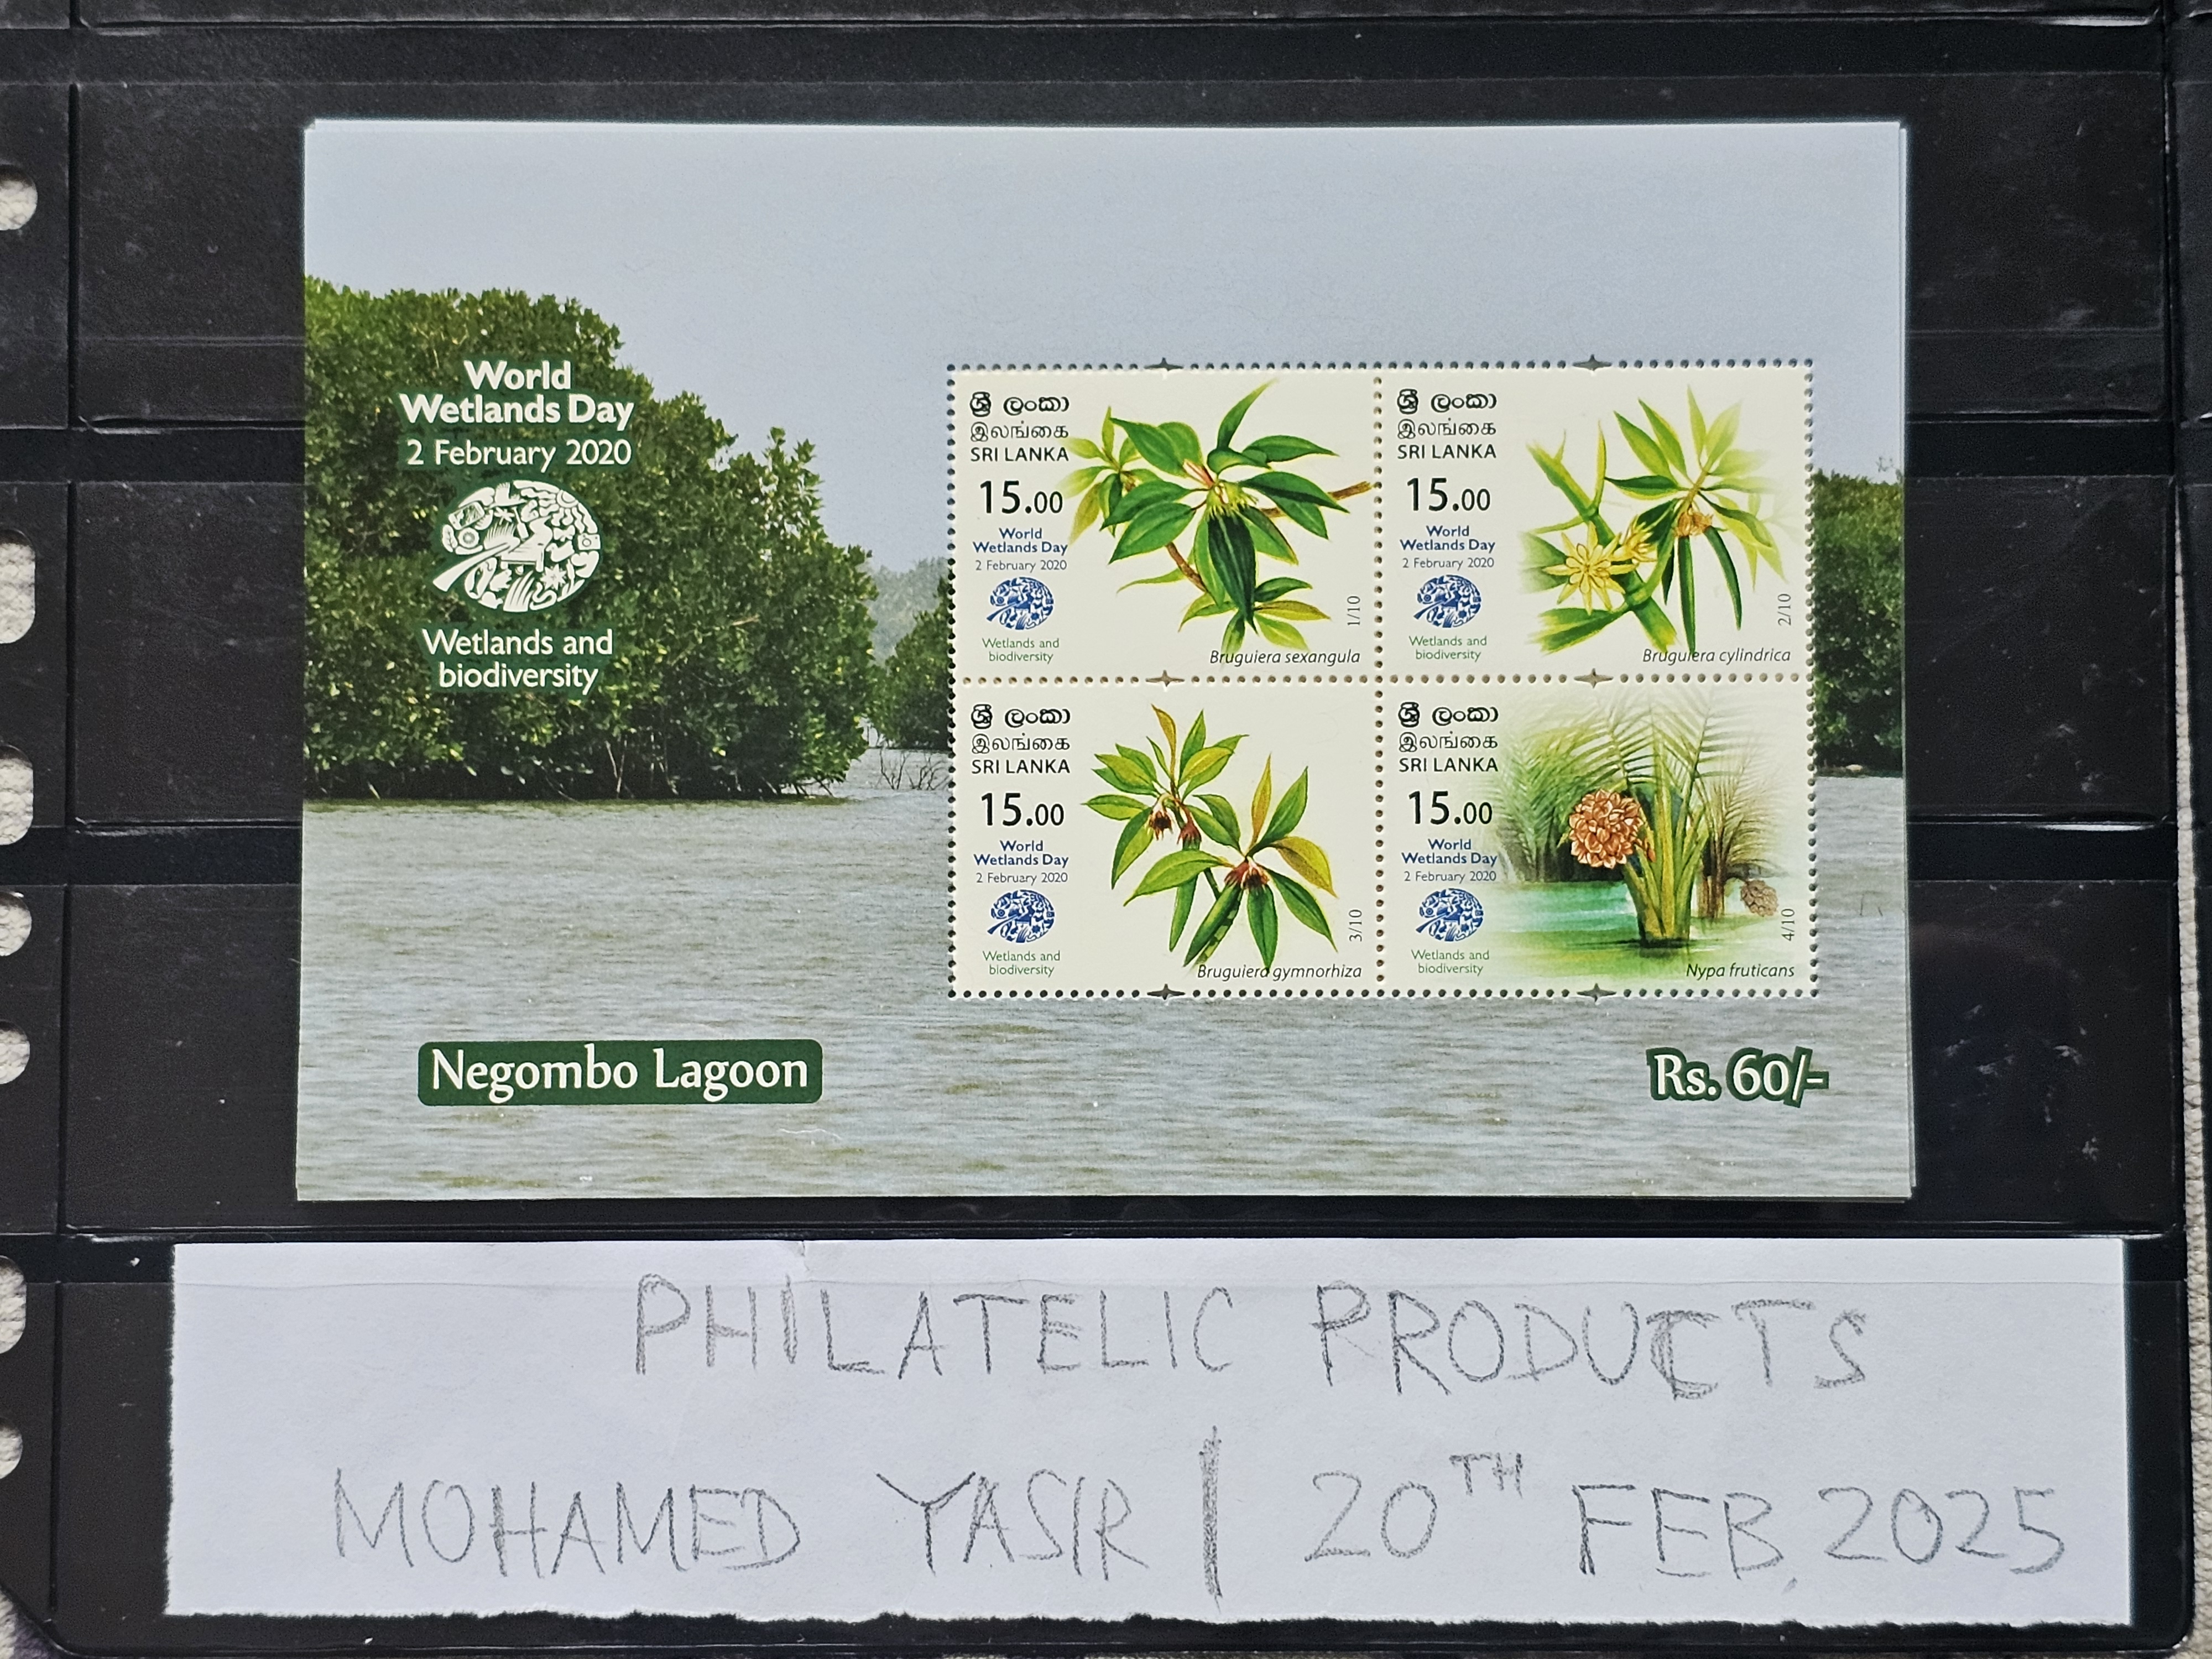 World
Wetlands Day
2 February 2020
Wetlands and
biodiversity
ශ්‍රී ලංකා
இலங்கை
SRI LANKA
15.00
World
Wetlands Day
2 February 2020
Wetlands and
biodiversity
1/10
Bruguiera sexangula
ශ්‍රී ලංකා
இலங்கை
SRI LANKA
15.00
World
Wetlands Day
2 February 2020
Wetlands and
biodiversity
2/10
Bruguiera cylindrica
ශ්‍රී ලංකා
இலங்கை
SRI LANKA
15.00
World
Wetlands Day
2 February 2020
Wetlands and
biodiversity
3/10
Bruguiera gymnorhiza
ශ්‍රී ලංකා
இலங்கை
SRI LANKA
15.00
World
Wetlands Day
2 February 2020
Wetlands and
biodiversity
4/10
Nypa fruticans
Negombo Lagoon
Rs. 60/-
PHILATELIC PRODUCTS
MOHAMED YASIR | 20TH FEB, 2025